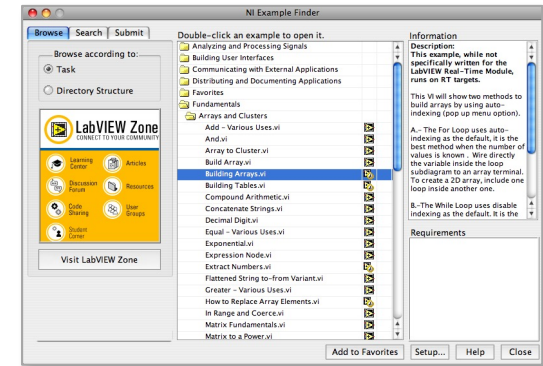 NI Example Finder
Browse
Search
Submit
Browse according to:
Task
Directory Structure
LabVIEW Zone
CONNECT TO YOUR COMMUNITY
Learning Center
Articles
Discussion Forum
Resources
Code Sharing
User Groups
Student Corner
Visit LabVIEW Zone
Double-click an example to open it.
Analyzing and Processing Signals
Building User Interfaces
Communicating with External Applications
Distributing and Documenting Applications
Favorites
Fundamentals
Arrays and Clusters
Add - Various Uses.vi
And.vi
Array to Cluster.vi
Build Array.vi
Building Arrays.vi
Building Tables.vi
Compound Arithmetic.vi
Concatenate Strings.vi
Decimal Digit.vi
Equal - Various Uses.vi
Exponential.vi
Expression Node.vi
Extract Numbers.vi
Flattened String to-from Variant.vi
Greater - Various Uses.vi
How to Replace Array Elements.vi
In Range and Coerce.vi
Matrix Fundamentals.vi
Matrix to a Power.vi
Information
Description:
This example, while not
specifically written for the
LabVIEW Real-Time Module,
runs on RT targets.
This VI will show two methods to
build arrays by using auto-
indexing (pop up menu option).
A.- The For Loop uses auto-
indexing as the default, it is the
best method when the number of
values is known . Wire directly
the variable inside the loop
subdiagram to an array terminal.
To create a 2D array, include one
loop inside another one.
B.-The While Loop uses disable
indexing as the default. It is the
Requirements
Add to Favorites
Setup...
Help
Close